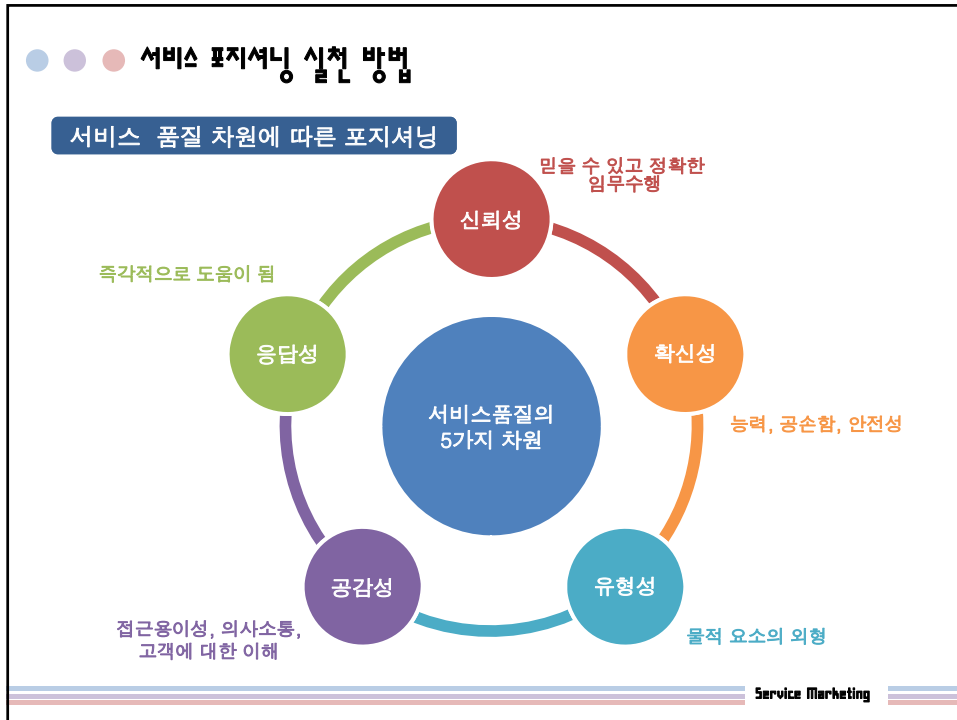 서비스 포지셔닝 실천 방법
서비스 품질 차원에 따른 포지셔닝
믿을 수 있고 정확한
임무수행
신뢰성
즉각적으로 도움이 됨
응답성
확신성
서비스품질의
5가지 차원
능력, 공손함, 안전성
공감성
유형성
접근용이성, 의사소통,
고객에 대한 이해
물적 요소의 외형
Service Marketing